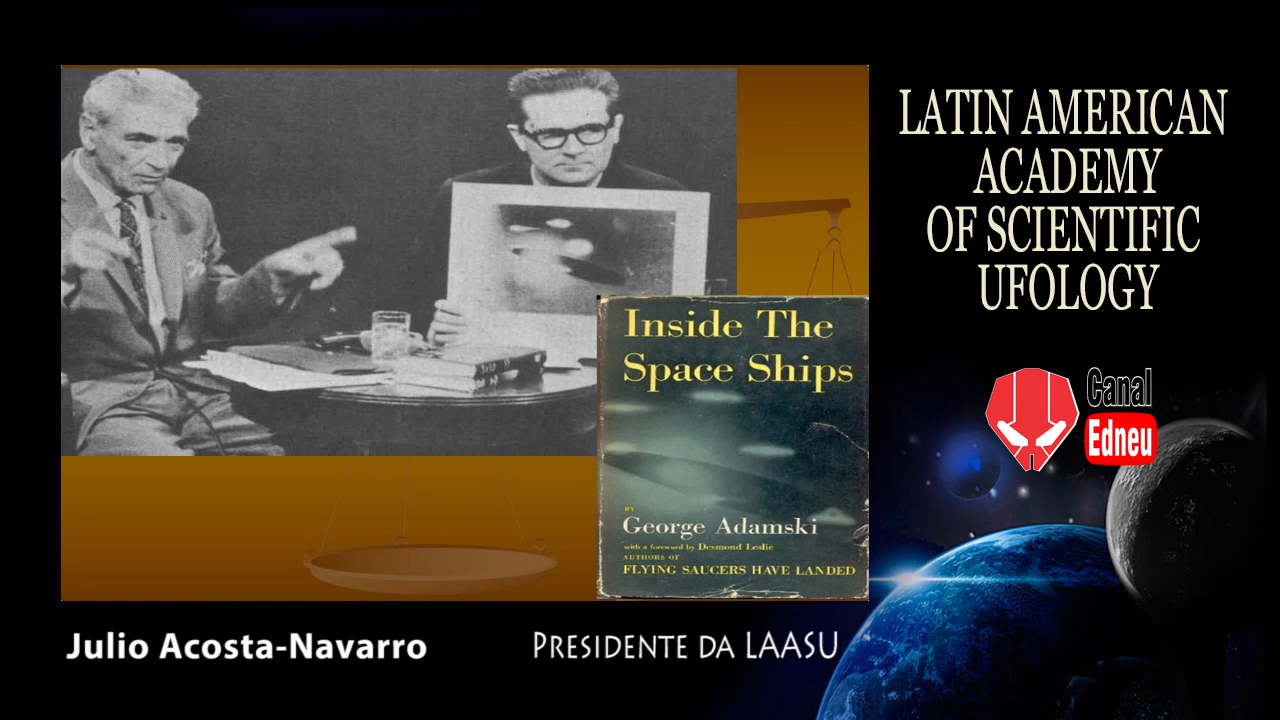 LATIN AMERICAN
ACADEMY
OF SCIENTIFIC
UFOLOGY
Canal
Edneu
Inside The
Space Ships
BY
George Adamski
with a foreword by Desmond Leslie
AUTHORS OF
FLYING SAUCERS HAVE LANDED
Julio Acosta-Navarro
PRESIDENTE DA LAASU